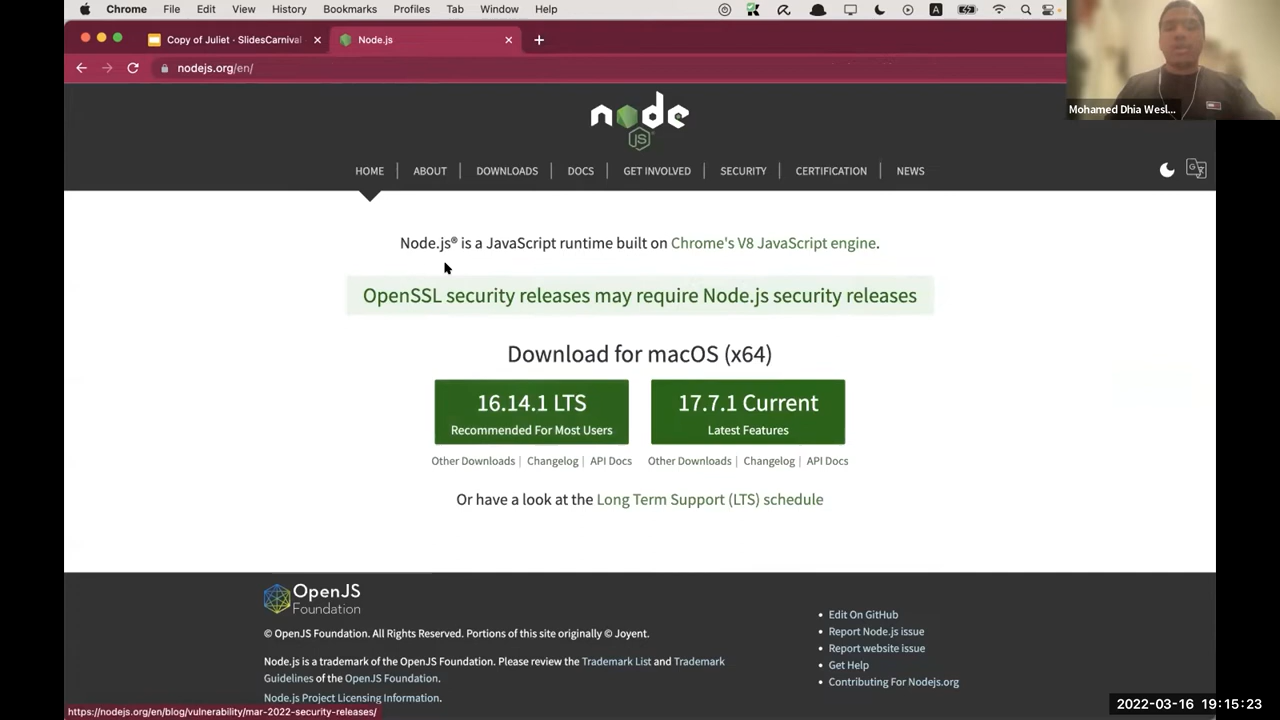 Chrome File Edit View History Bookmarks Profiles Tab Window Help
Copy of Juliet · SlidesCarnival
Node.js
nodejs.org/en/
Mohamed Dhia Wesl...
node
JS
HOME | ABOUT | DOWNLOADS | DOCS | GET INVOLVED | SECURITY | CERTIFICATION | NEWS
Node.js® is a JavaScript runtime built on Chrome's V8 JavaScript engine.
OpenSSL security releases may require Node.js security releases
Download for macOS (x64)
16.14.1 LTS
Recommended For Most Users
17.7.1 Current
Latest Features
Other Downloads | Changelog | API Docs
Other Downloads | Changelog | API Docs
Or have a look at the Long Term Support (LTS) schedule
OpenJS
Foundation
© OpenJS Foundation. All Rights Reserved. Portions of this site originally © Joyent.
Node.js is a trademark of the OpenJS Foundation. Please review the Trademark List and Trademark
Guidelines of the OpenJS Foundation.
Node.js Project Licensing Information.
Edit On GitHub
Report Node.js issue
Report website issue
Get Help
Contributing For Nodejs.org
https://nodejs.org/en/blog/vulnerability/mar-2022-security-releases/
2022-03-16 19:15:23